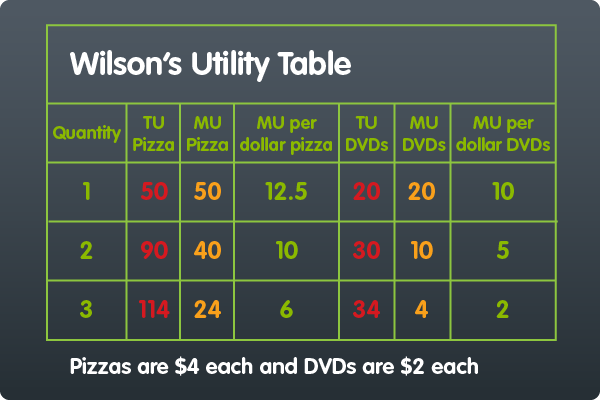 Wilson's Utility Table
Quantity TU Pizza MU Pizza MU per dollar pizza TU DVDs MU DVDs MU per dollar DVDs
1 50 50 12.5 20 20 10
2 90 40 10 30 10 5
3 114 24 6 34 4 2
Pizzas are $4 each and DVDs are $2 each